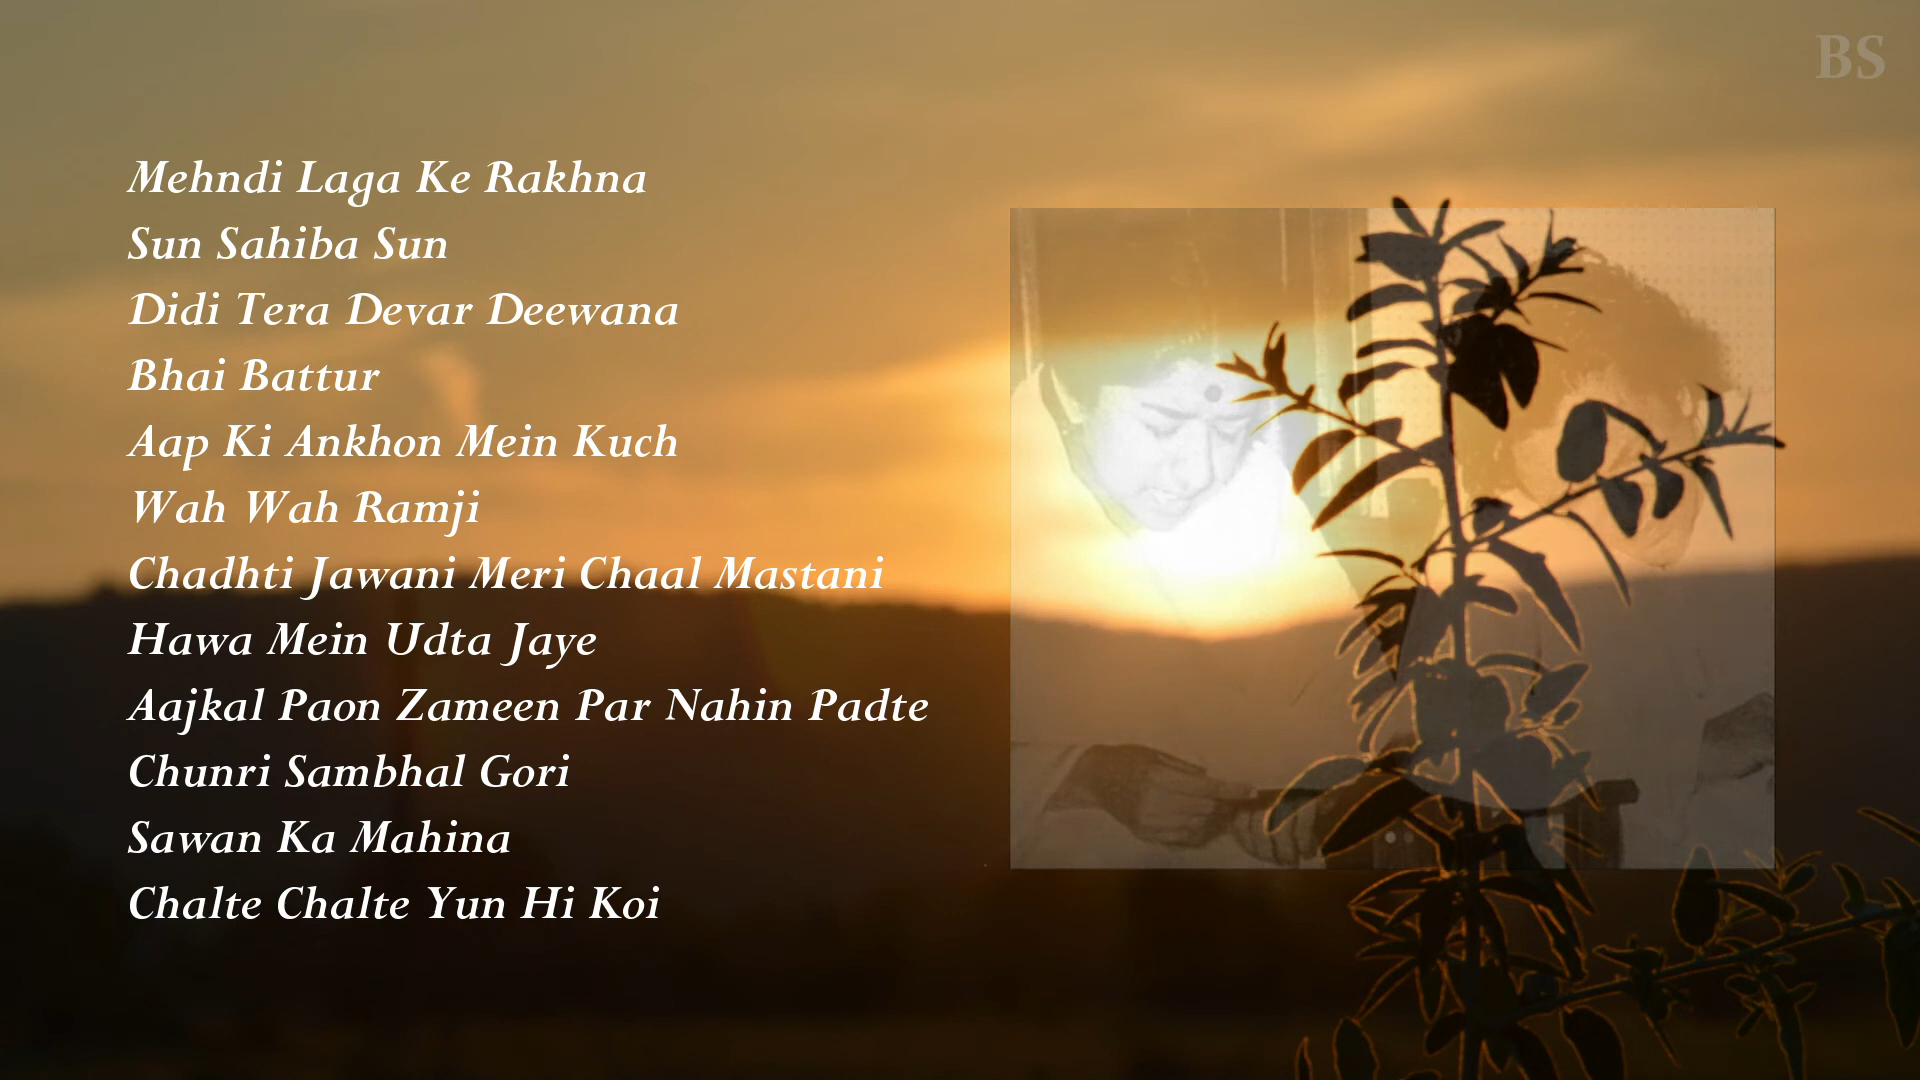 BS
Mehndi Laga Ke Rakhna
Sun Sahiba Sun
Didi Tera Devar Deewana
Bhai Battur
Aap Ki Ankhon Mein Kuch
Wah Wah Ramji
Chadhti Jawani Meri Chaal Mastani
Hawa Mein Udta Jaye
Aajkal Paon Zameen Par Nahin Padte
Chunri Sambhal Gori
Sawan Ka Mahina
Chalte Chalte Yun Hi Koi